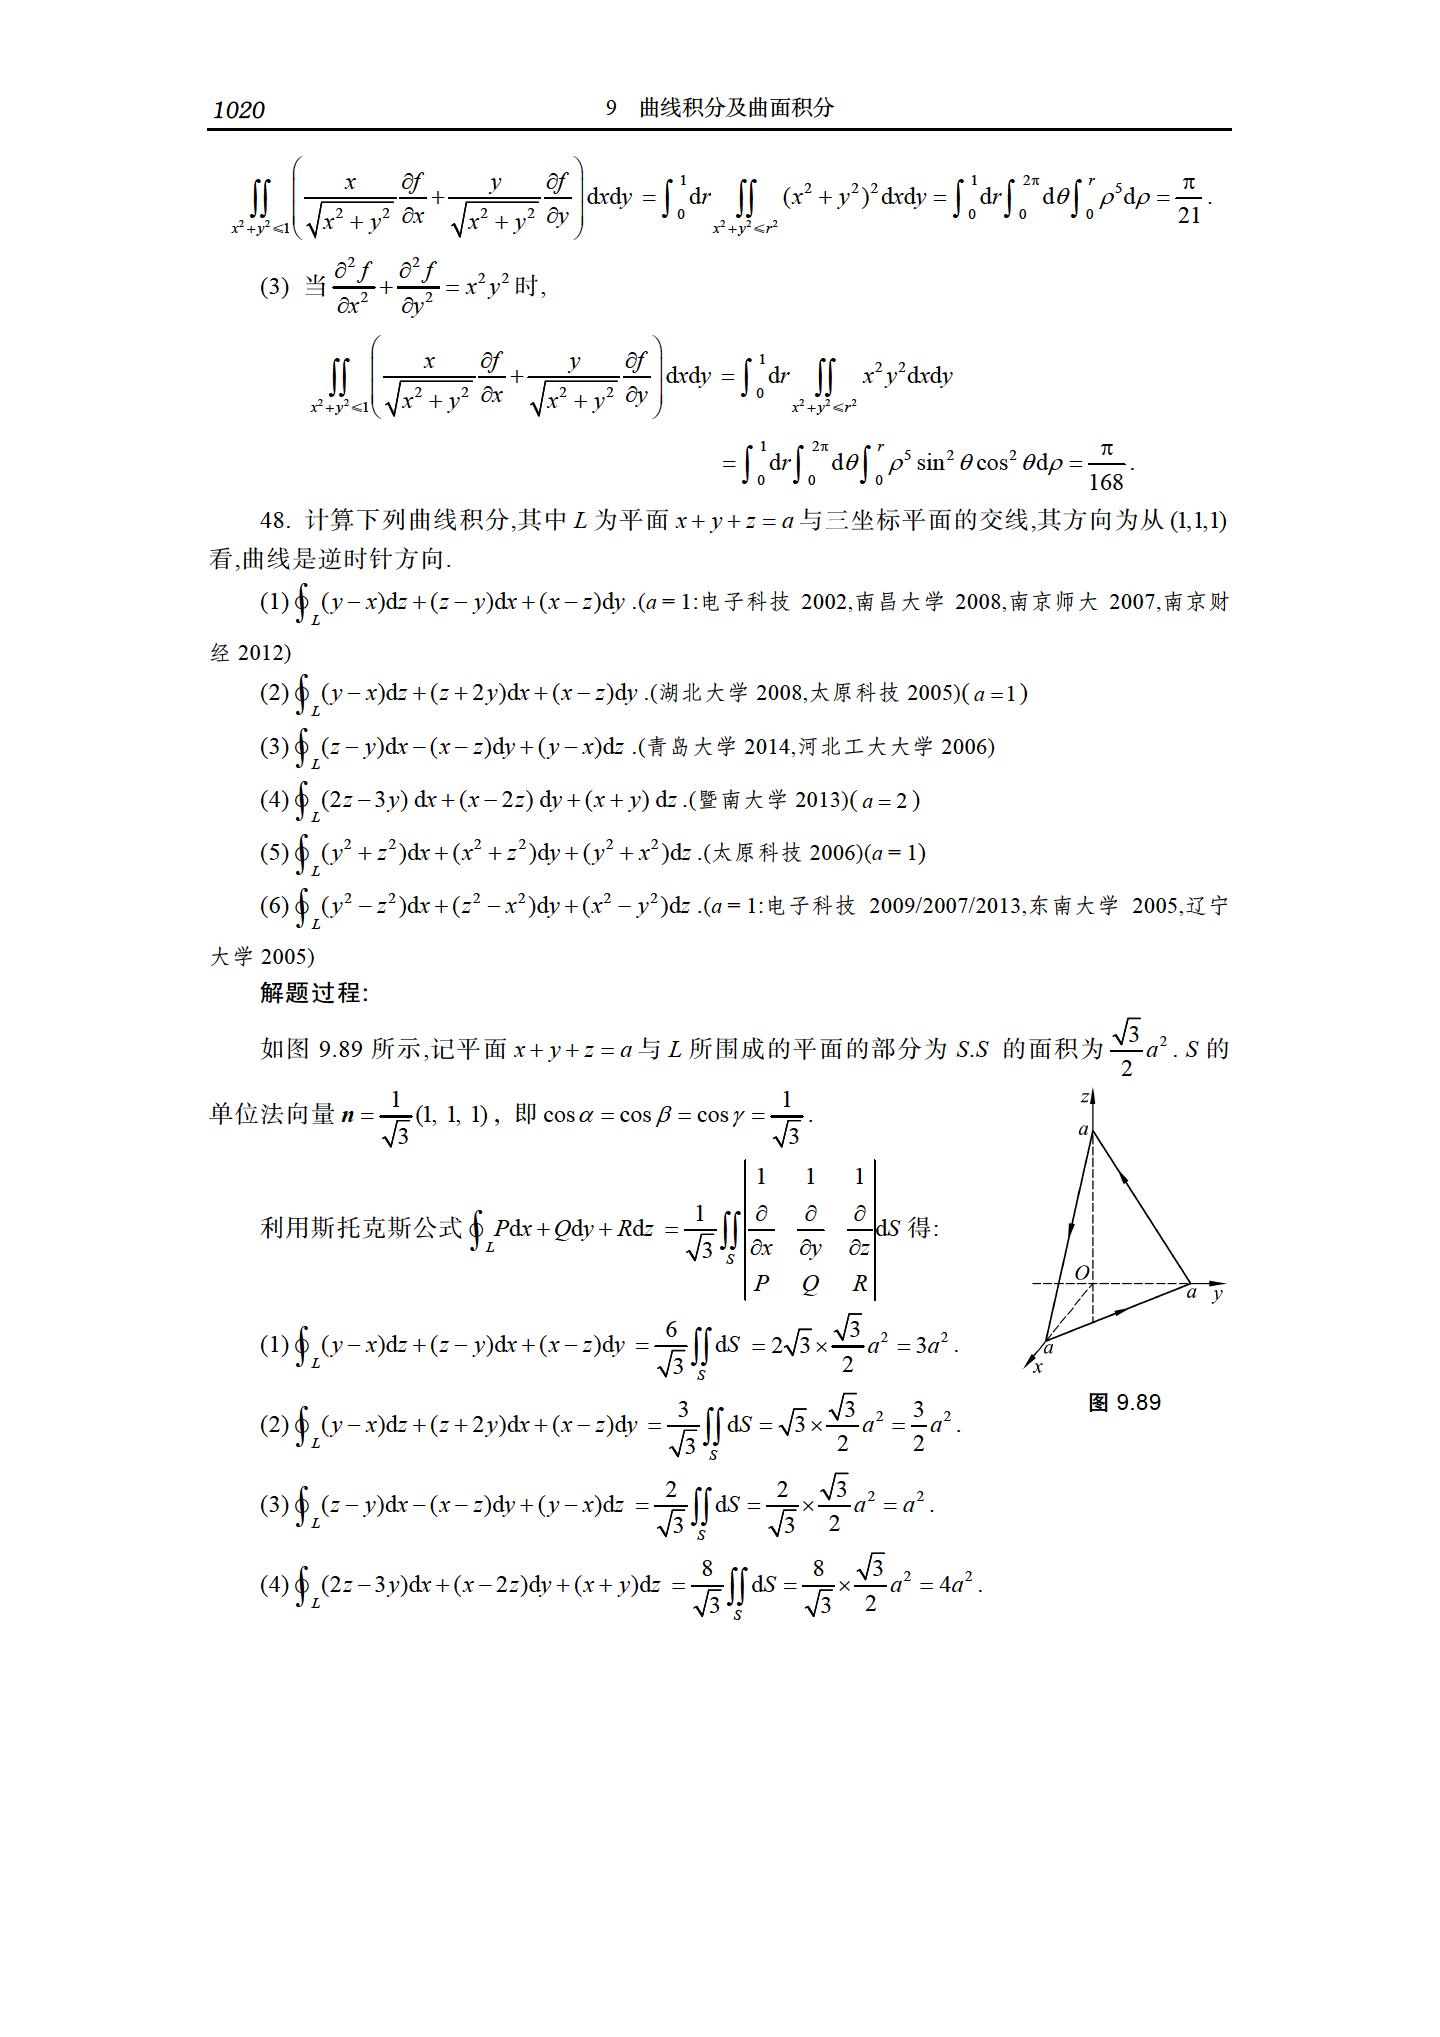 1020 9 曲线积分及曲面积分
$\iint\limits_{x^2+y^2\leqslant 1}\left(\frac{x}{\sqrt{x^2+y^2}}\frac{\partial f}{\partial x}+\frac{y}{\sqrt{x^2+y^2}}\frac{\partial f}{\partial y}\right)\mathrm{d}x\mathrm{d}y=\int_0^1\mathrm{d}r\iint\limits_{x^2+y^2\leqslant r^2}(x^2+y^2)^2\mathrm{d}x\mathrm{d}y=\int_0^1\mathrm{d}r\int_0^{2\pi}\mathrm{d}\theta\int_0^r\rho^5\mathrm{d}\rho=\frac{\pi}{21}.$
(3) 当 $\frac{\partial^2 f}{\partial x^2}+\frac{\partial^2 f}{\partial y^2}=x^2y^2$ 时,
$\iint\limits_{x^2+y^2\leqslant 1}\left(\frac{x}{\sqrt{x^2+y^2}}\frac{\partial f}{\partial x}+\frac{y}{\sqrt{x^2+y^2}}\frac{\partial f}{\partial y}\right)\mathrm{d}x\mathrm{d}y=\int_0^1\mathrm{d}r\iint\limits_{x^2+y^2\leqslant r^2}x^2y^2\mathrm{d}x\mathrm{d}y$
$=\int_0^1\mathrm{d}r\int_0^{2\pi}\mathrm{d}\theta\int_0^r\rho^5\sin^2\theta\cos^2\theta\mathrm{d}\rho=\frac{\pi}{168}.$
48. 计算下列曲线积分,其中 $L$ 为平面 $x+y+z=a$ 与三坐标平面的交线,其方向为从 $(1,1,1)$
看,曲线是逆时针方向.
(1) $\oint_L(y-x)\mathrm{d}z+(z-y)\mathrm{d}x+(x-z)\mathrm{d}y$ .($a=1$:电子科技 2002,南昌大学 2008,南京师大 2007,南京财
经 2012)
(2) $\oint_L(y-x)\mathrm{d}z+(z+2y)\mathrm{d}x+(x-z)\mathrm{d}y$ .(湖北大学 2008,太原科技 2005)( $a=1$ )
(3) $\oint_L(z-y)\mathrm{d}x-(x-z)\mathrm{d}y+(y-x)\mathrm{d}z$ .(青岛大学 2014,河北工大大学 2006)
(4) $\oint_L(2z-3y)\,\mathrm{d}x+(x-2z)\,\mathrm{d}y+(x+y)\,\mathrm{d}z$ .(暨南大学 2013)( $a=2$ )
(5) $\oint_L(y^2+z^2)\mathrm{d}x+(x^2+z^2)\mathrm{d}y+(y^2+x^2)\mathrm{d}z$ .(太原科技 2006)($a=1$)
(6) $\oint_L(y^2-z^2)\mathrm{d}x+(z^2-x^2)\mathrm{d}y+(x^2-y^2)\mathrm{d}z$ .($a=1$:电子科技 2009/2007/2013,东南大学 2005,辽宁
大学 2005)
解题过程:
如图 9.89 所示,记平面 $x+y+z=a$ 与 $L$ 所围成的平面的部分为 $S$.$S$ 的面积为 $\frac{\sqrt{3}}{2}a^2$ . $S$ 的
单位法向量 $\boldsymbol{n}=\frac{1}{\sqrt{3}}(1,1,1)$ , 即 $\cos\alpha=\cos\beta=\cos\gamma=\frac{1}{\sqrt{3}}$.
利用斯托克斯公式 $\oint_L P\mathrm{d}x+Q\mathrm{d}y+R\mathrm{d}z=\frac{1}{\sqrt{3}}\iint\limits_S\begin{vmatrix}1&1&1\\\frac{\partial}{\partial x}&\frac{\partial}{\partial y}&\frac{\partial}{\partial z}\\P&Q&R\end{vmatrix}\mathrm{d}S$ 得:
(1) $\oint_L(y-x)\mathrm{d}z+(z-y)\mathrm{d}x+(x-z)\mathrm{d}y=\frac{6}{\sqrt{3}}\iint\limits_S\mathrm{d}S=2\sqrt{3}\times\frac{\sqrt{3}}{2}a^2=3a^2$ .
(2) $\oint_L(y-x)\mathrm{d}z+(z+2y)\mathrm{d}x+(x-z)\mathrm{d}y=\frac{3}{\sqrt{3}}\iint\limits_S\mathrm{d}S=\sqrt{3}\times\frac{\sqrt{3}}{2}a^2=\frac{3}{2}a^2$ .
(3) $\oint_L(z-y)\mathrm{d}x-(x-z)\mathrm{d}y+(y-x)\mathrm{d}z=\frac{2}{\sqrt{3}}\iint\limits_S\mathrm{d}S=\frac{2}{\sqrt{3}}\times\frac{\sqrt{3}}{2}a^2=a^2$ .
(4) $\oint_L(2z-3y)\mathrm{d}x+(x-2z)\mathrm{d}y+(x+y)\mathrm{d}z=\frac{8}{\sqrt{3}}\iint\limits_S\mathrm{d}S=\frac{8}{\sqrt{3}}\times\frac{\sqrt{3}}{2}a^2=4a^2$ .
z
a
O
a y
a
x
图 9.89